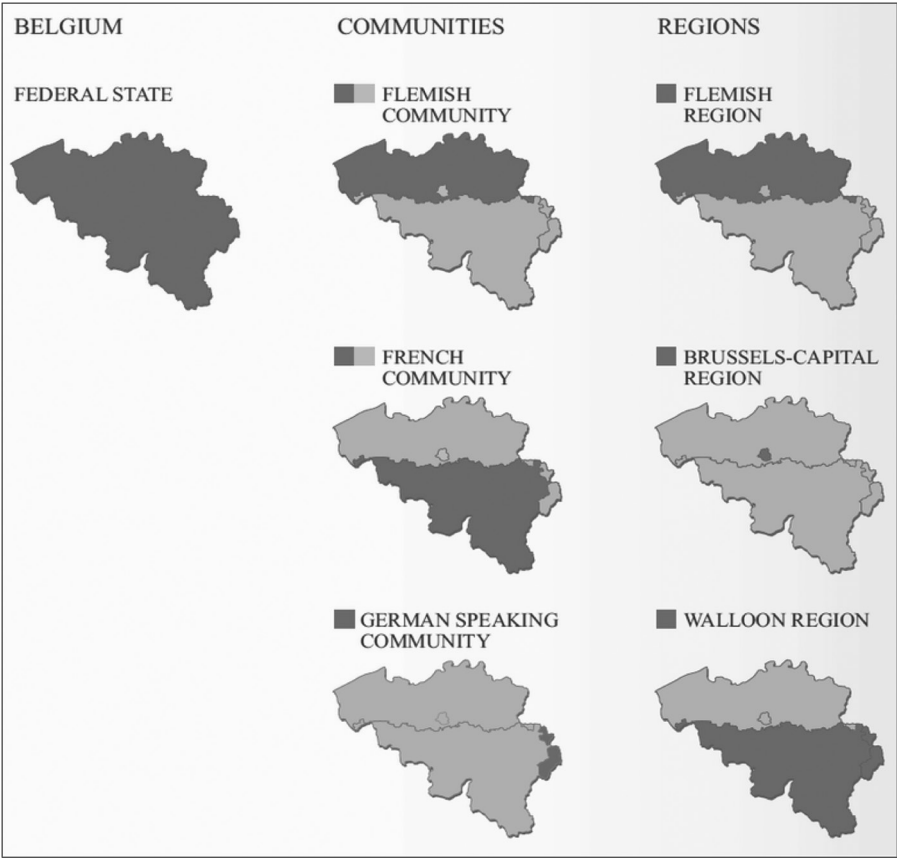 BELGIUM
FEDERAL STATE
COMMUNITIES
FLEMISH
COMMUNITY
FRENCH
COMMUNITY
GERMAN SPEAKING
COMMUNITY
REGIONS
FLEMISH
REGION
BRUSSELS-CAPITAL
REGION
WALLOON REGION